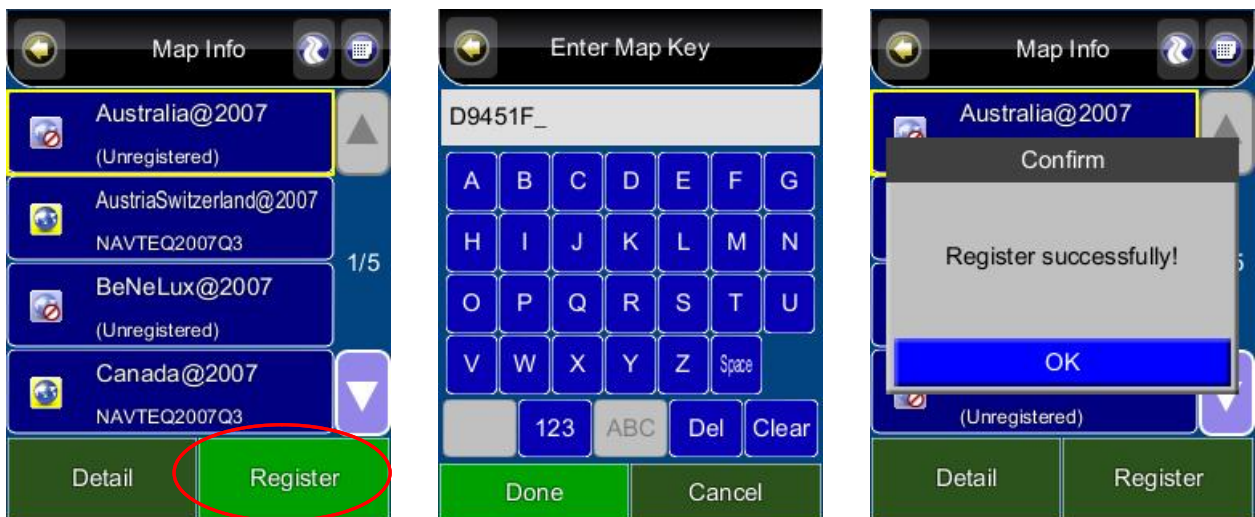 Map Info
Australia@2007
(Unregistered)
AustriaSwitzerland@2007
NAVTEQ2007Q3
1/5
BeNeLux@2007
(Unregistered)
Canada@2007
NAVTEQ2007Q3
Detail Register
Enter Map Key
D9451F_
A B C D E F G
H I J K L M N
O P Q R S T U
V W X Y Z Space
123 ABC Del Clear
Done Cancel
Map Info
Australia@2007
Confirm
Register successfully!
5
OK
(Unregistered)
Detail Register